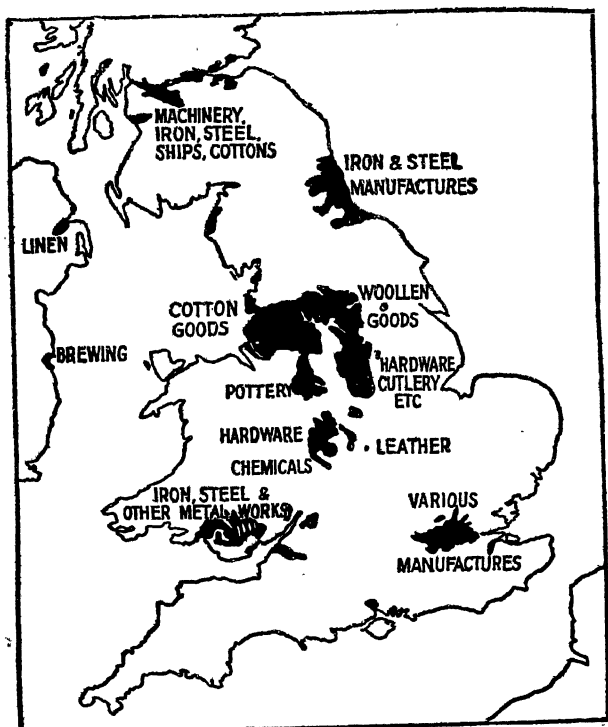 MACHINERY,
IRON, STEEL,
SHIPS, COTTONS
IRON & STEEL
MANUFACTURES
LINEN
COTTON
GOODS
WOOLLEN
GOODS
BREWING
HARDWARE
CUTLERY
ETC
POTTERY
HARDWARE
CHEMICALS
LEATHER
IRON, STEEL &
OTHER METAL WORKS
VARIOUS
MANUFACTURES